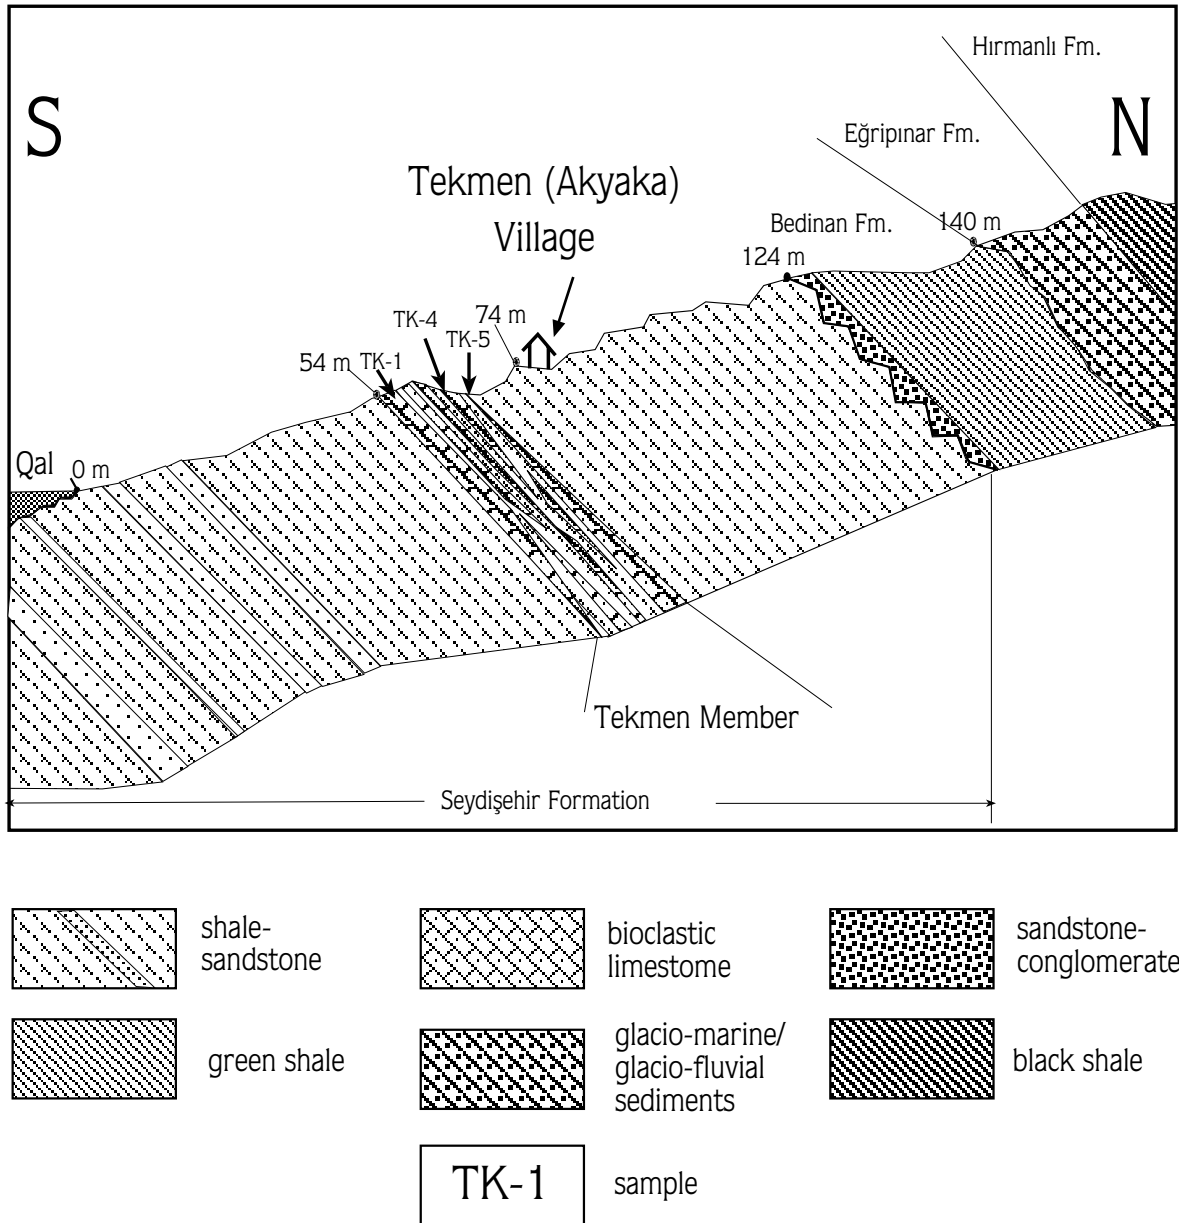 Hırmanlı Fm.
S
N
Eğripınar Fm.
Tekmen (Akyaka)
Village
Bedinan Fm.
140 m
124 m
TK-4
74 m
TK-5
54 m
TK-1
Qal
0 m
Tekmen Member
Seydişehir Formation
shale-
sandstone
bioclastic
limestome
sandstone-
conglomerate
green shale
glacio-marine/
glacio-fluvial
sediments
black shale
TK-1
sample